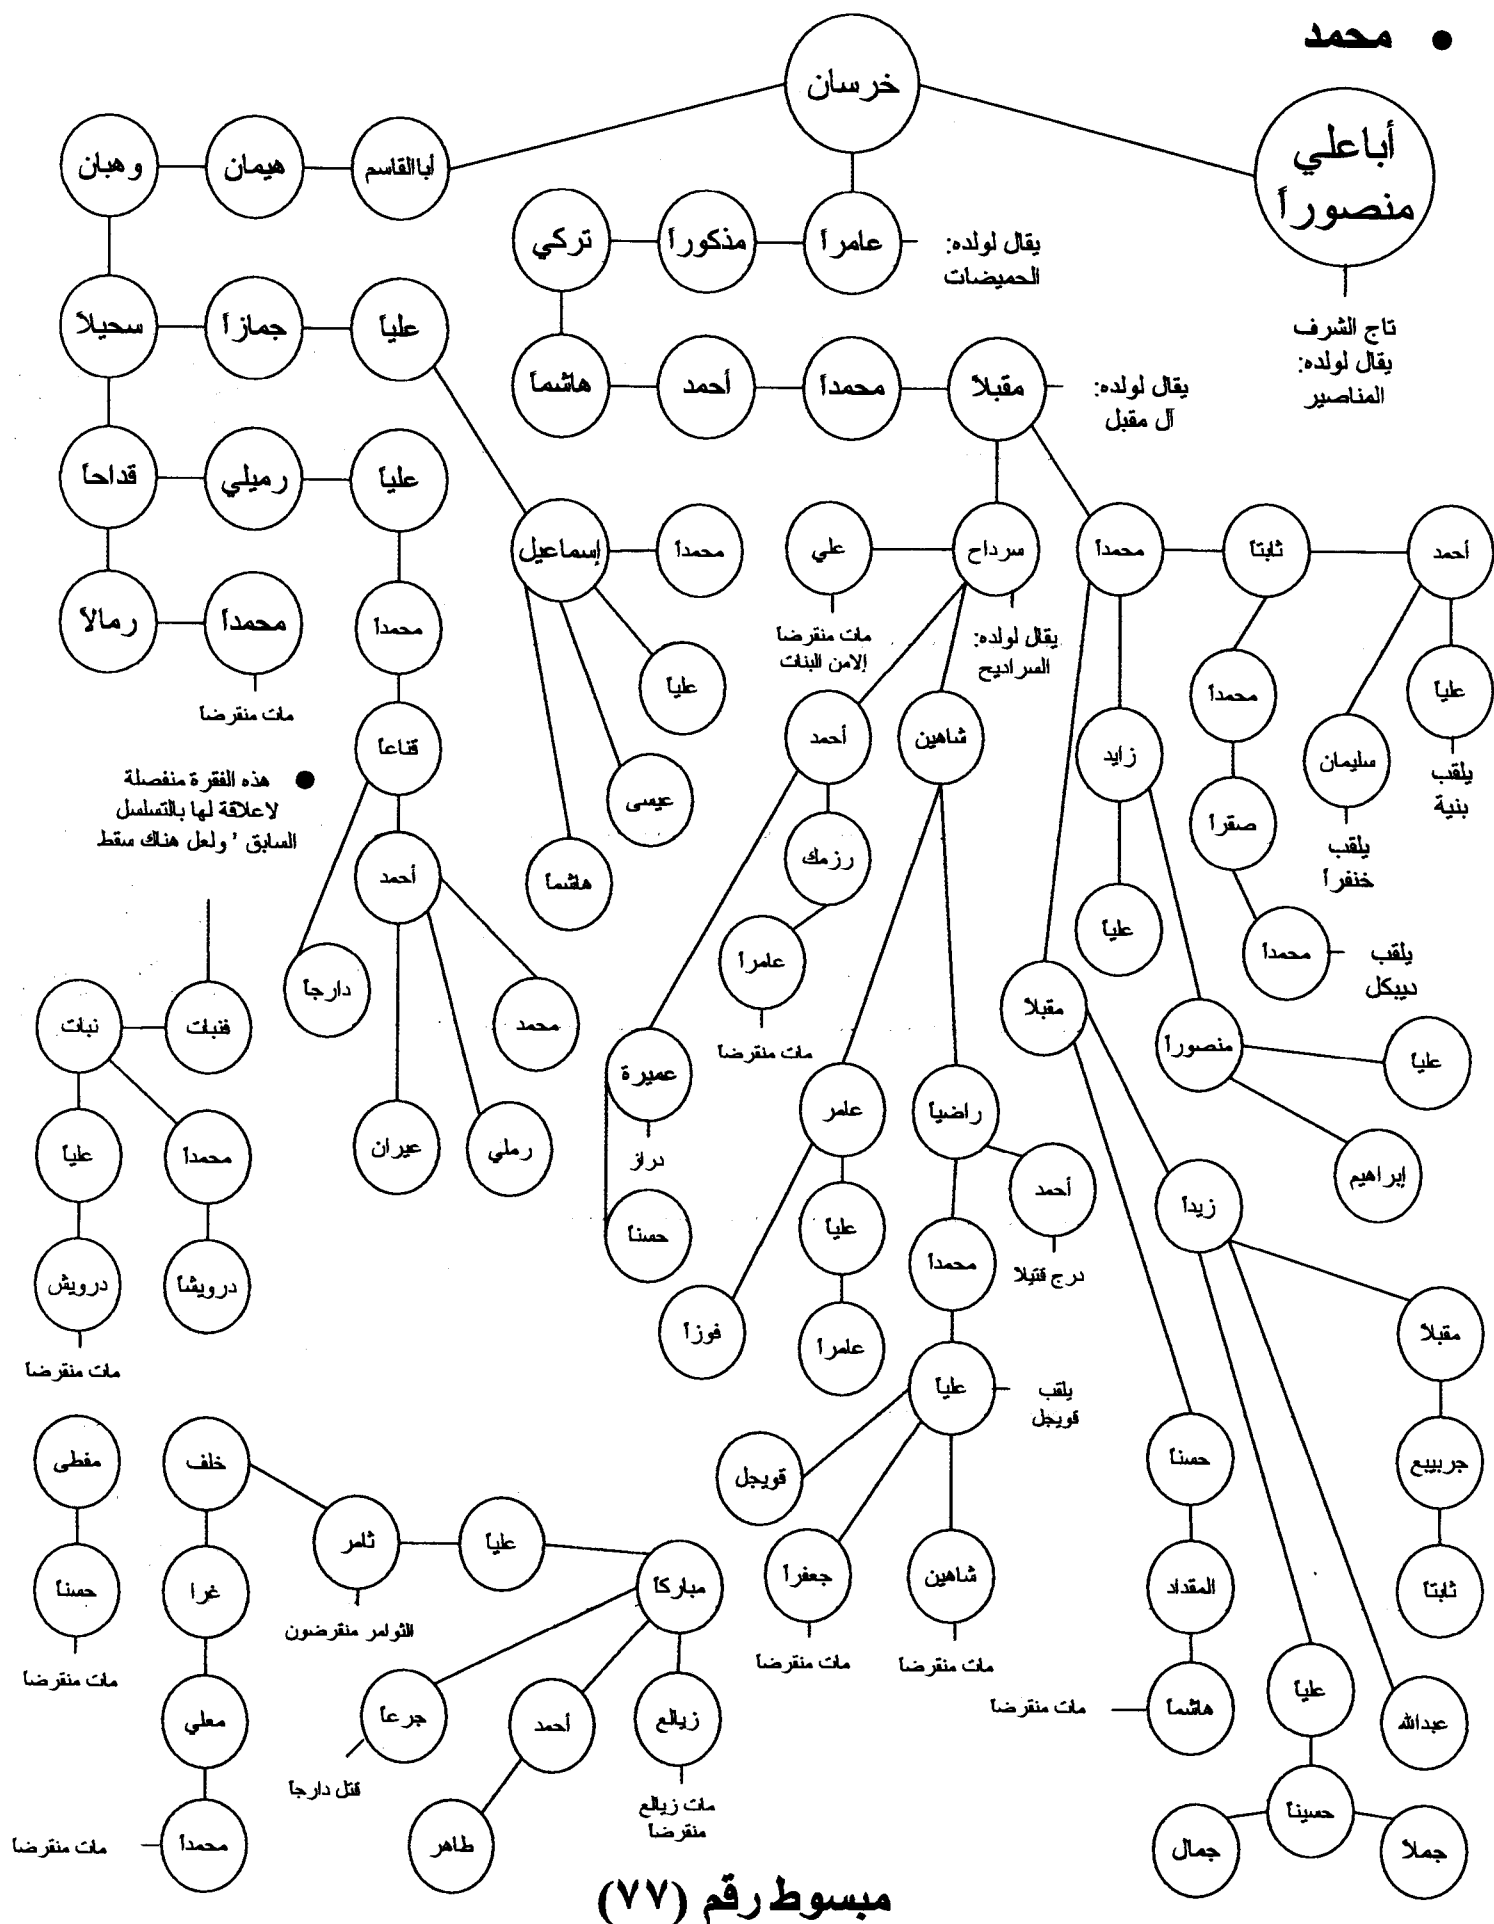 • محمد
خرسان
أباعلي
منصوراً
تاج الشرف
يقال لولده:
المناصير
أباالقاسم
هيمان
وهبان
عامراً
يقال لولده:
الحميضات
مذكوراً
تركي
سحيلاً
جمازاً
علياً
هاشماً
أحمد
محمداً
مقبلاً
يقال لولده:
آل مقبل
قداحاً
رميلي
علياً
إسماعيل
محمداً
علي
مات منقرضاً
إلامن البنات
سرداح
يقال لولده:
السراديح
محمداً
ثابتاً
أحمد
رمالاً
محمداً
مات منقرضاً
محمداً
علياً
عيسى
هاشماً
قناعاً
أحمد
شاهين
زايد
محمداً
علياً
يلقب
بنية
سليمان
يلقب
خنفراً
صقراً
محمداً
يلقب
ديبكل
● هذه الفقرة منفصلة
لاعلاقة لها بالتسلسل
السابق ' ولعل هناك سقط
أحمد
دارجاً
محمد
عيران
رملي
رزمك
عامراً
مات منقرضاً
علياً
مقبلاً
منصوراً
علياً
إبراهيم
نبات
فنبات
علياً
محمداً
درويش
مات منقرضاً
درويشاً
عميرة
دراز
حسناً
عامر
راضياً
أحمد
درج قتيلا
علياً
محمداً
فوزاً
عامراً
علياً
يلقب
قويجل
زيداً
مقبلاً
جربيبع
ثابتاً
مفطى
حسناً
مات منقرضاً
خلف
غرا
معلي
محمداً
مات منقرضاً
ثامر
الثوامر منقرضون
علياً
مباركاً
جرعاً
قتل دارجاً
أحمد
طاهر
زيالع
مات زيالع
منقرضاً
قويجل
جعفراً
مات منقرضاً
شاهين
مات منقرضاً
حسناً
المقداد
هاشماً
مات منقرضاً
علياً
عبدالله
حسيناً
جمال
جملاً
مبسوط رقم (٧٧)